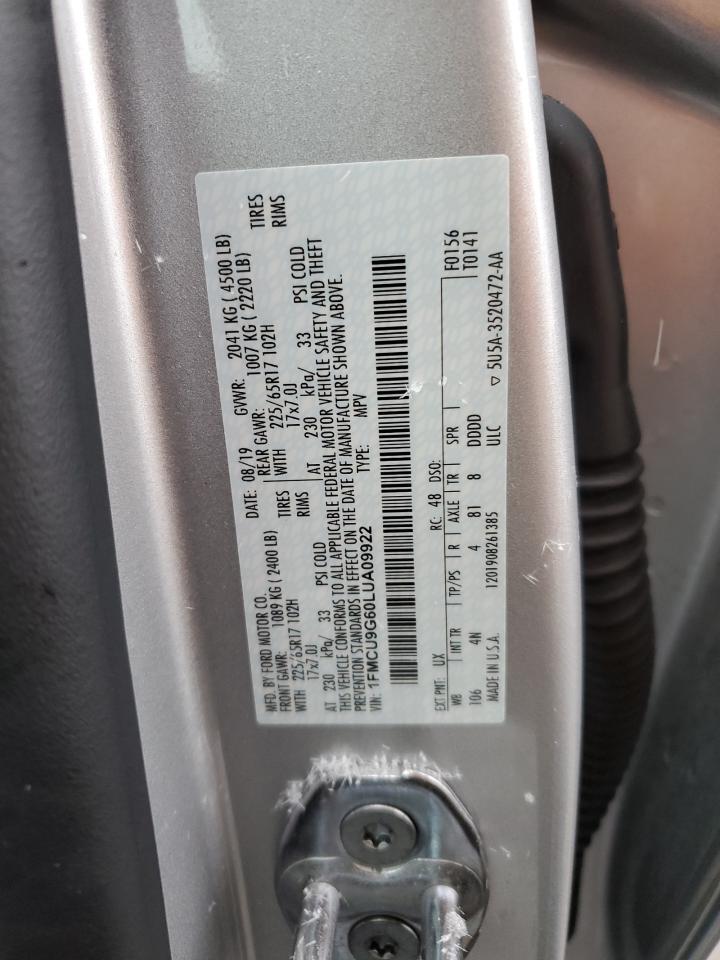 MFD. BY FORD MOTOR CO.
DATE: 08/19 GVWR: 2041 KG ( 4500 LB)
FRONT GAWR: 1089 KG ( 2400 LB) REAR GAWR: 1007 KG ( 2220 LB)
WITH 225/65R17 102H TIRES WITH 225/65R17 102H TIRES
17x7.0J RIMS 17x7.0J RIMS
AT 230 kPa/ 33 PSI COLD AT 230 kPa/ 33 PSI COLD
THIS VEHICLE CONFORMS TO ALL APPLICABLE FEDERAL MOTOR VEHICLE SAFETY AND THEFT
PREVENTION STANDARDS IN EFFECT ON THE DATE OF MANUFACTURE SHOWN ABOVE.
VIN: 1FMCU9G60LUA09922 TYPE: MPV
EXT PNT: UX RC: 48 DSO: F0156
WB INT TR TP/PS R AXLE TR SPR T0141
106 4N 4 81 8 DDDD
MADE IN U.S.A. 1201908261385 ULC ▽ 5U5A-3520472-AA